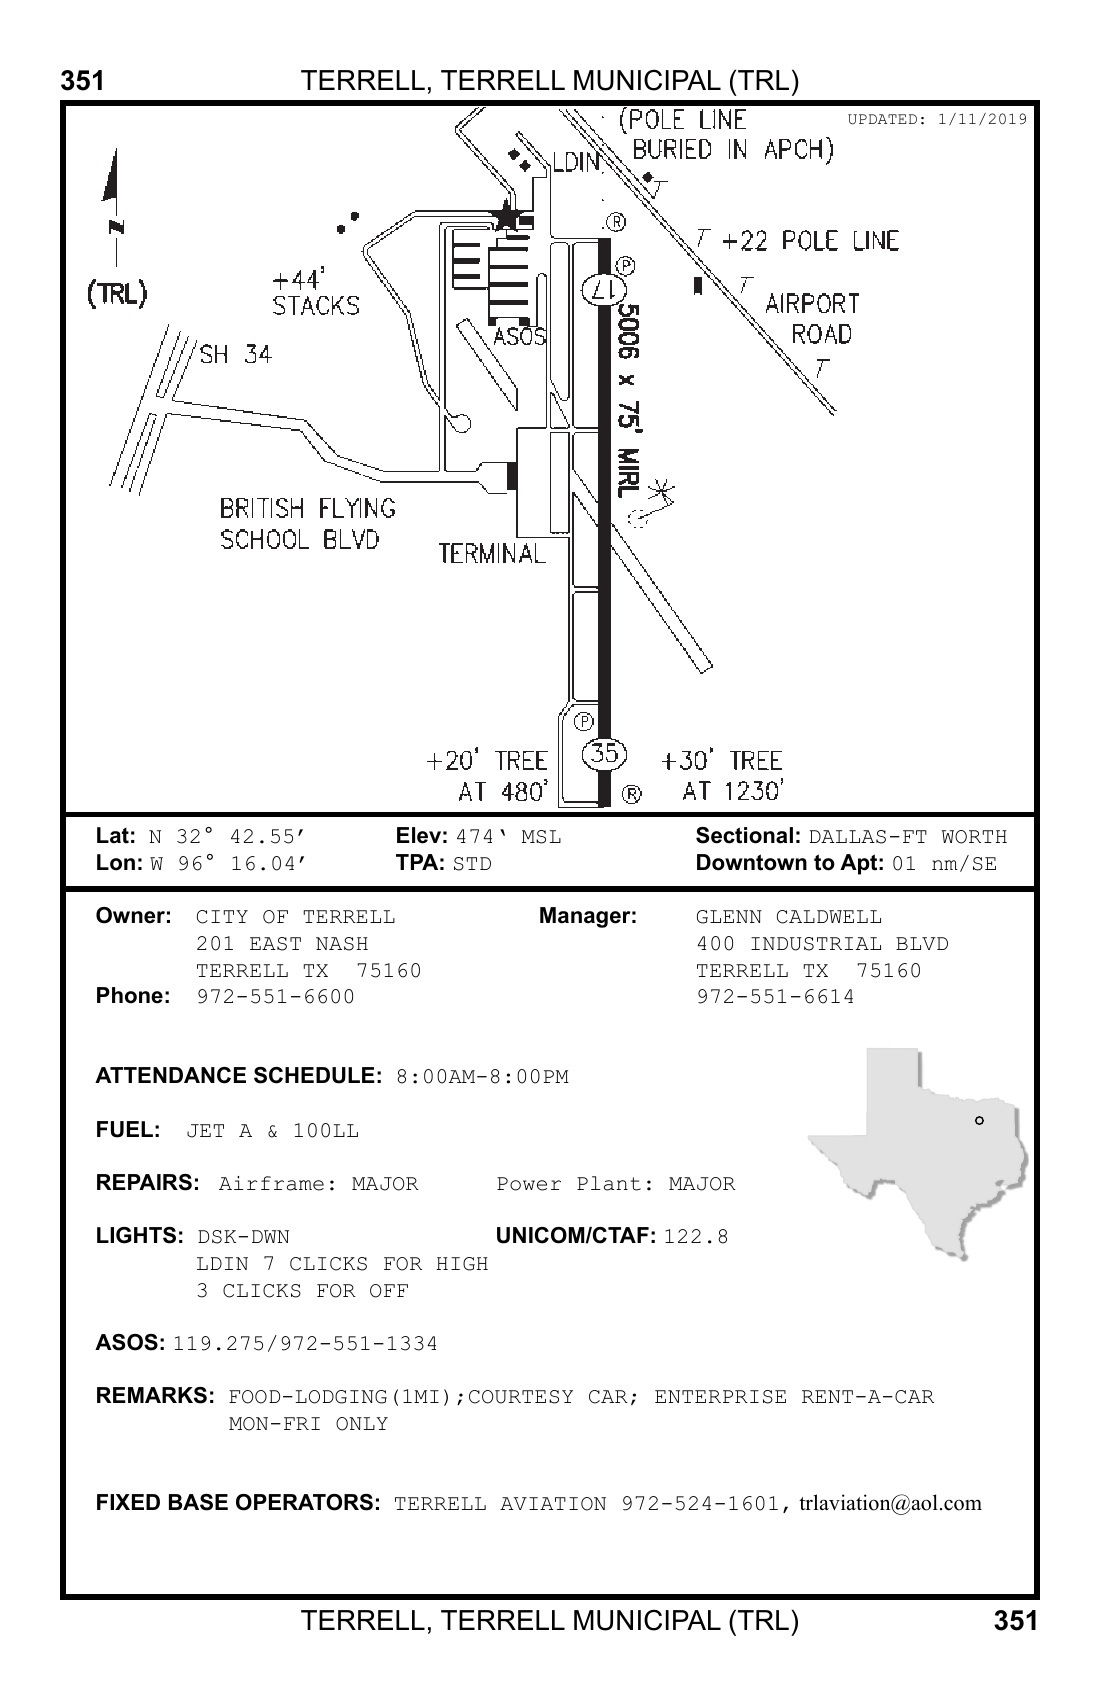 351 TERRELL, TERRELL MUNICIPAL (TRL)
UPDATED: 1/11/2019
(POLE LINE
BURIED IN APCH)
LDIN
R
+22 POLE LINE
N
(TRL)
+44'
STACKS
P
17
AIRPORT
ROAD
ASOS
SH 34
5006 x 75' MIRL
BRITISH FLYING
SCHOOL BLVD
TERMINAL
P
35
+20' TREE
AT 480'
+30' TREE
AT 1230'
R
Lat: N 32° 42.55′ Elev: 474‘ MSL Sectional: DALLAS-FT WORTH
Lon: W 96° 16.04′ TPA: STD Downtown to Apt: 01 nm/SE
Owner: CITY OF TERRELL Manager: GLENN CALDWELL
201 EAST NASH 400 INDUSTRIAL BLVD
TERRELL TX 75160 TERRELL TX 75160
Phone: 972-551-6600 972-551-6614
ATTENDANCE SCHEDULE: 8:00AM-8:00PM
FUEL: JET A & 100LL
REPAIRS: Airframe: MAJOR Power Plant: MAJOR
LIGHTS: DSK-DWN UNICOM/CTAF: 122.8
LDIN 7 CLICKS FOR HIGH
3 CLICKS FOR OFF
ASOS: 119.275/972-551-1334
REMARKS: FOOD-LODGING(1MI);COURTESY CAR; ENTERPRISE RENT-A-CAR
MON-FRI ONLY
FIXED BASE OPERATORS: TERRELL AVIATION 972-524-1601, trlaviation@aol.com
TERRELL, TERRELL MUNICIPAL (TRL) 351